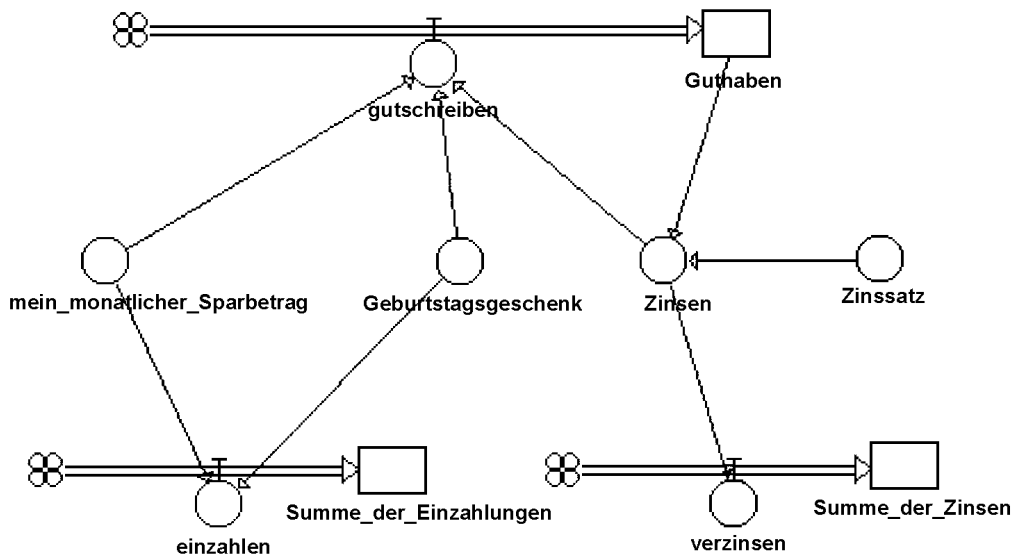 Guthaben
gutschreiben
mein_monatlicher_Sparbetrag
Geburtstagsgeschenk
Zinsen
Zinssatz
Summe_der_Einzahlungen
Summe_der_Zinsen
einzahlen
verzinsen